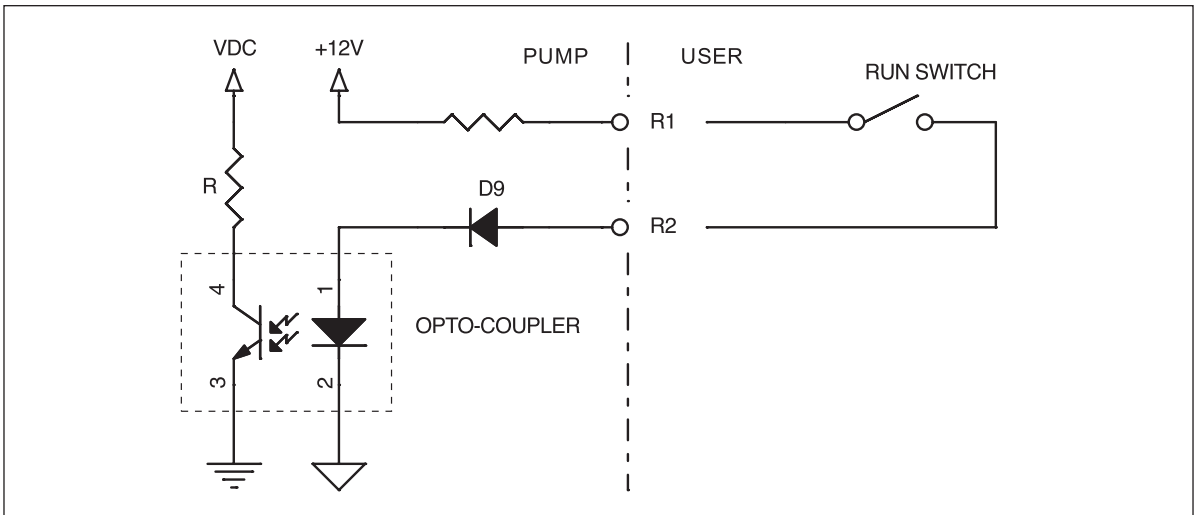 VDC
+12V
PUMP
USER
RUN SWITCH
R1
D9
R
R2
4
1
OPTO-COUPLER
3
2